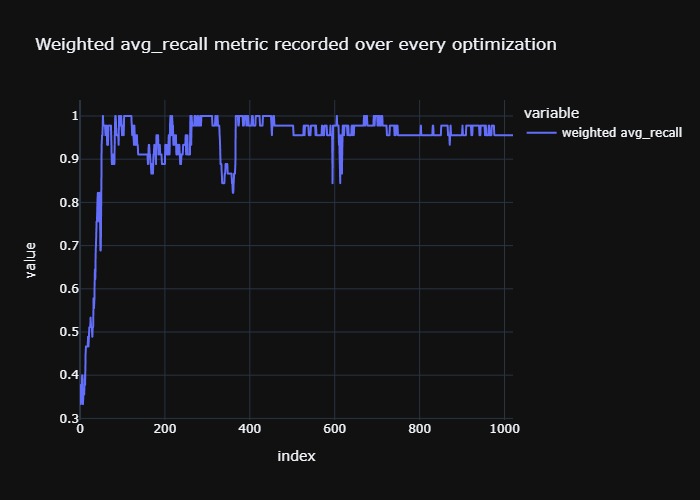 Weighted avg_recall metric recorded over every optimization
variable
weighted avg_recall
value
1
0.9
0.8
0.7
0.6
0.5
0.4
0.3
0 200 400 600 800 1000
index